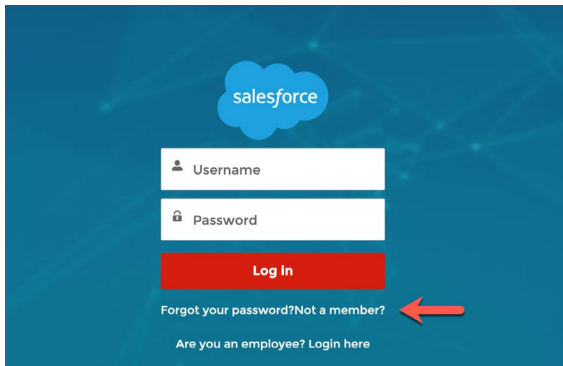 salesforce
Username
Password
Log in
Forgot your password?Not a member?
Are you an employee? Login here